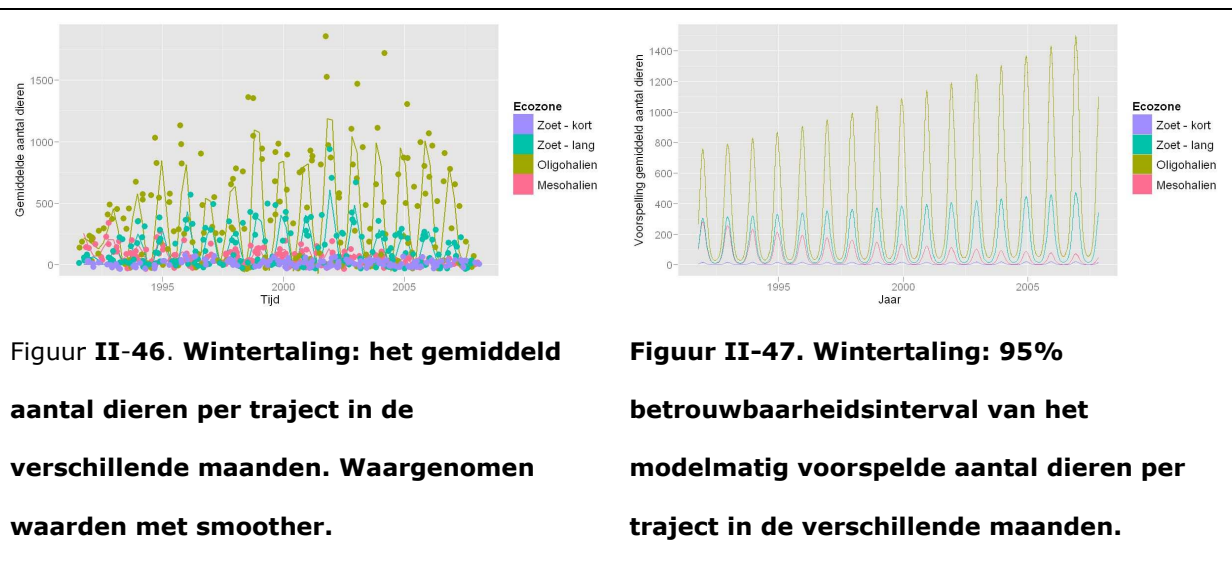 Gemiddelde aantal dieren
1500
1000
500
0
1995
2000
2005
Tijd
Ecozone
Zoet - kort
Zoet - lang
Oligohalien
Mesohalien
Voorspelling gemiddeld aantal dieren
1400
1200
1000
800
600
400
200
0
1995
2000
2005
Jaar
Ecozone
Zoet - kort
Zoet - lang
Oligohalien
Mesohalien
Figuur II-46. Wintertaling: het gemiddeld
aantal dieren per traject in de
verschillende maanden. Waargenomen
waarden met smoother.
Figuur II-47. Wintertaling: 95%
betrouwbaarheidsinterval van het
modelmatig voorspelde aantal dieren per
traject in de verschillende maanden.